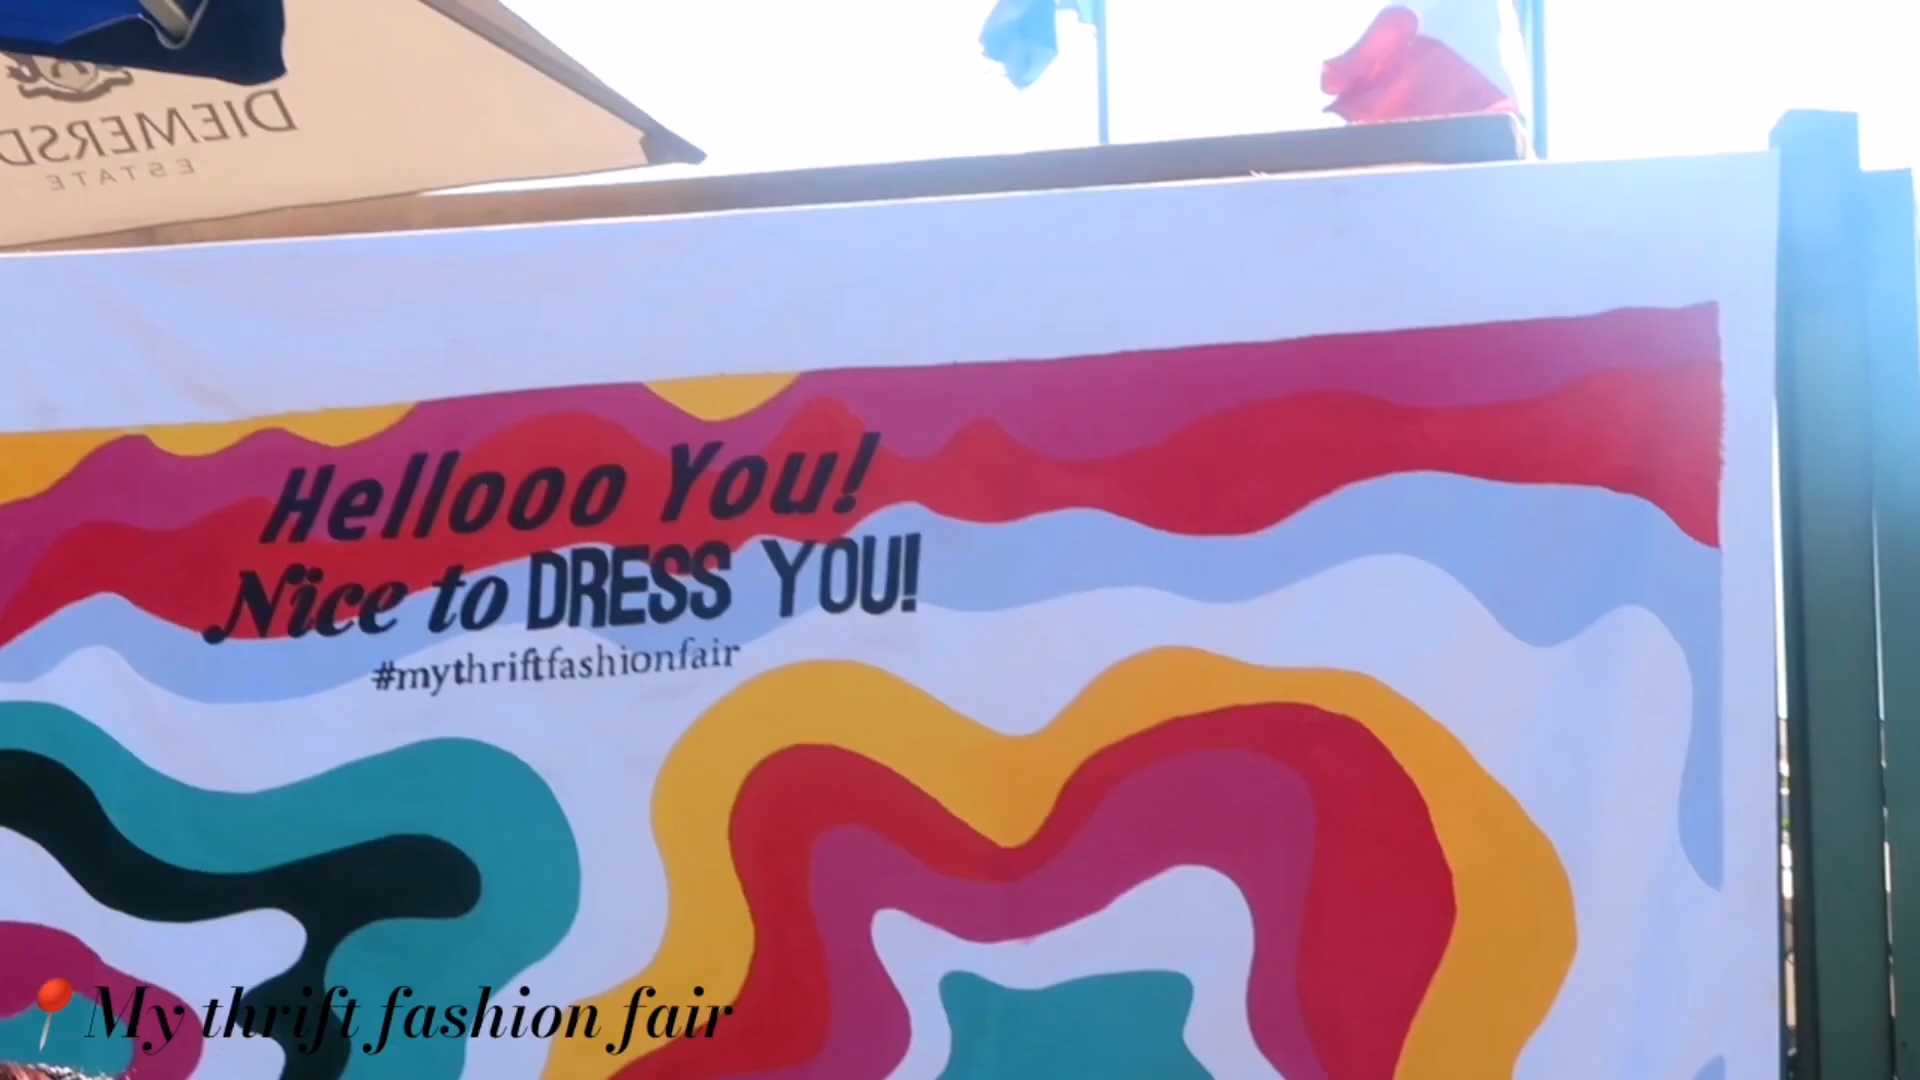 DIEMERSD
ESTATE
Hellooo You!
Nice to DRESS YOU!
#mythriftfashionfair
My thrift fashion fair